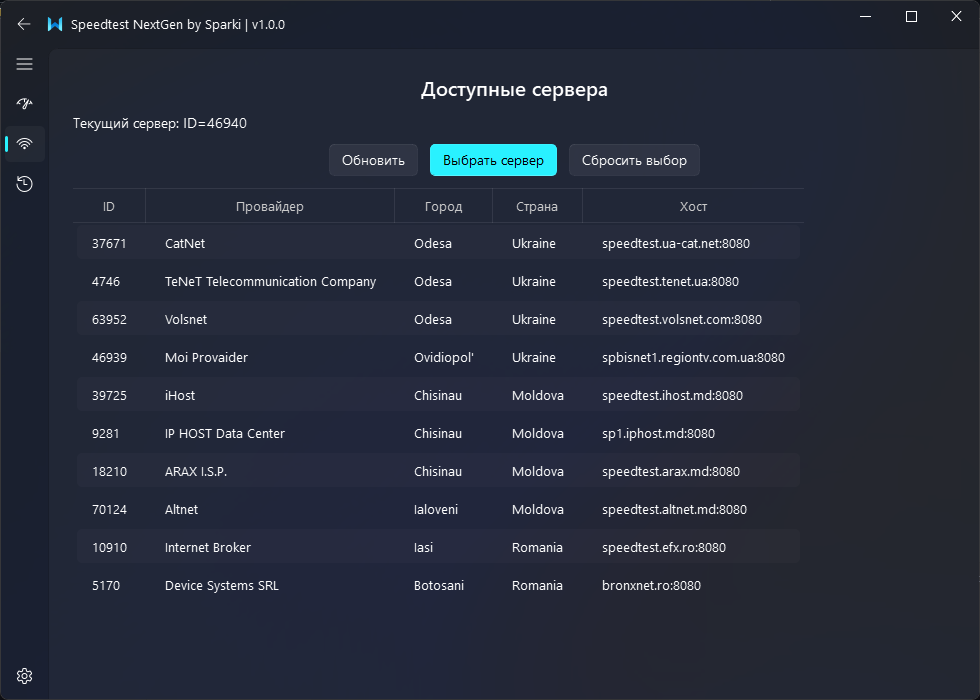 Speedtest NextGen by Sparki | v1.0.0
Доступные сервера
Текущий сервер: ID=46940
Обновить Выбрать сервер Сбросить выбор
ID Провайдер Город Страна Хост
37671 CatNet Odesa Ukraine speedtest.ua-cat.net:8080
4746 TeNeT Telecommunication Company Odesa Ukraine speedtest.tenet.ua:8080
63952 Volsnet Odesa Ukraine speedtest.volsnet.com:8080
46939 Moi Provaider Ovidiopol' Ukraine spbisnet1.regiontv.com.ua:8080
39725 iHost Chisinau Moldova speedtest.ihost.md:8080
9281 IP HOST Data Center Chisinau Moldova sp1.iphost.md:8080
18210 ARAX I.S.P. Chisinau Moldova speedtest.arax.md:8080
70124 Altnet Ialoveni Moldova speedtest.altnet.md:8080
10910 Internet Broker Iasi Romania speedtest.efx.ro:8080
5170 Device Systems SRL Botosani Romania bronxnet.ro:8080